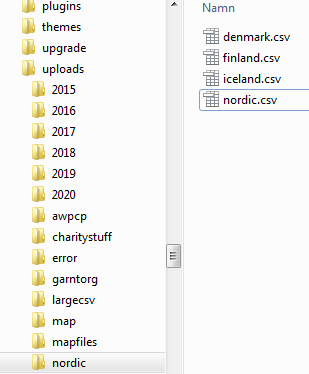 plugins
themes
upgrade
uploads
2015
2016
2017
2018
2019
2020
awpcp
charitystuff
error
garntorg
largecsv
map
mapfiles
nordic
Namn
denmark.csv
finland.csv
iceland.csv
nordic.csv